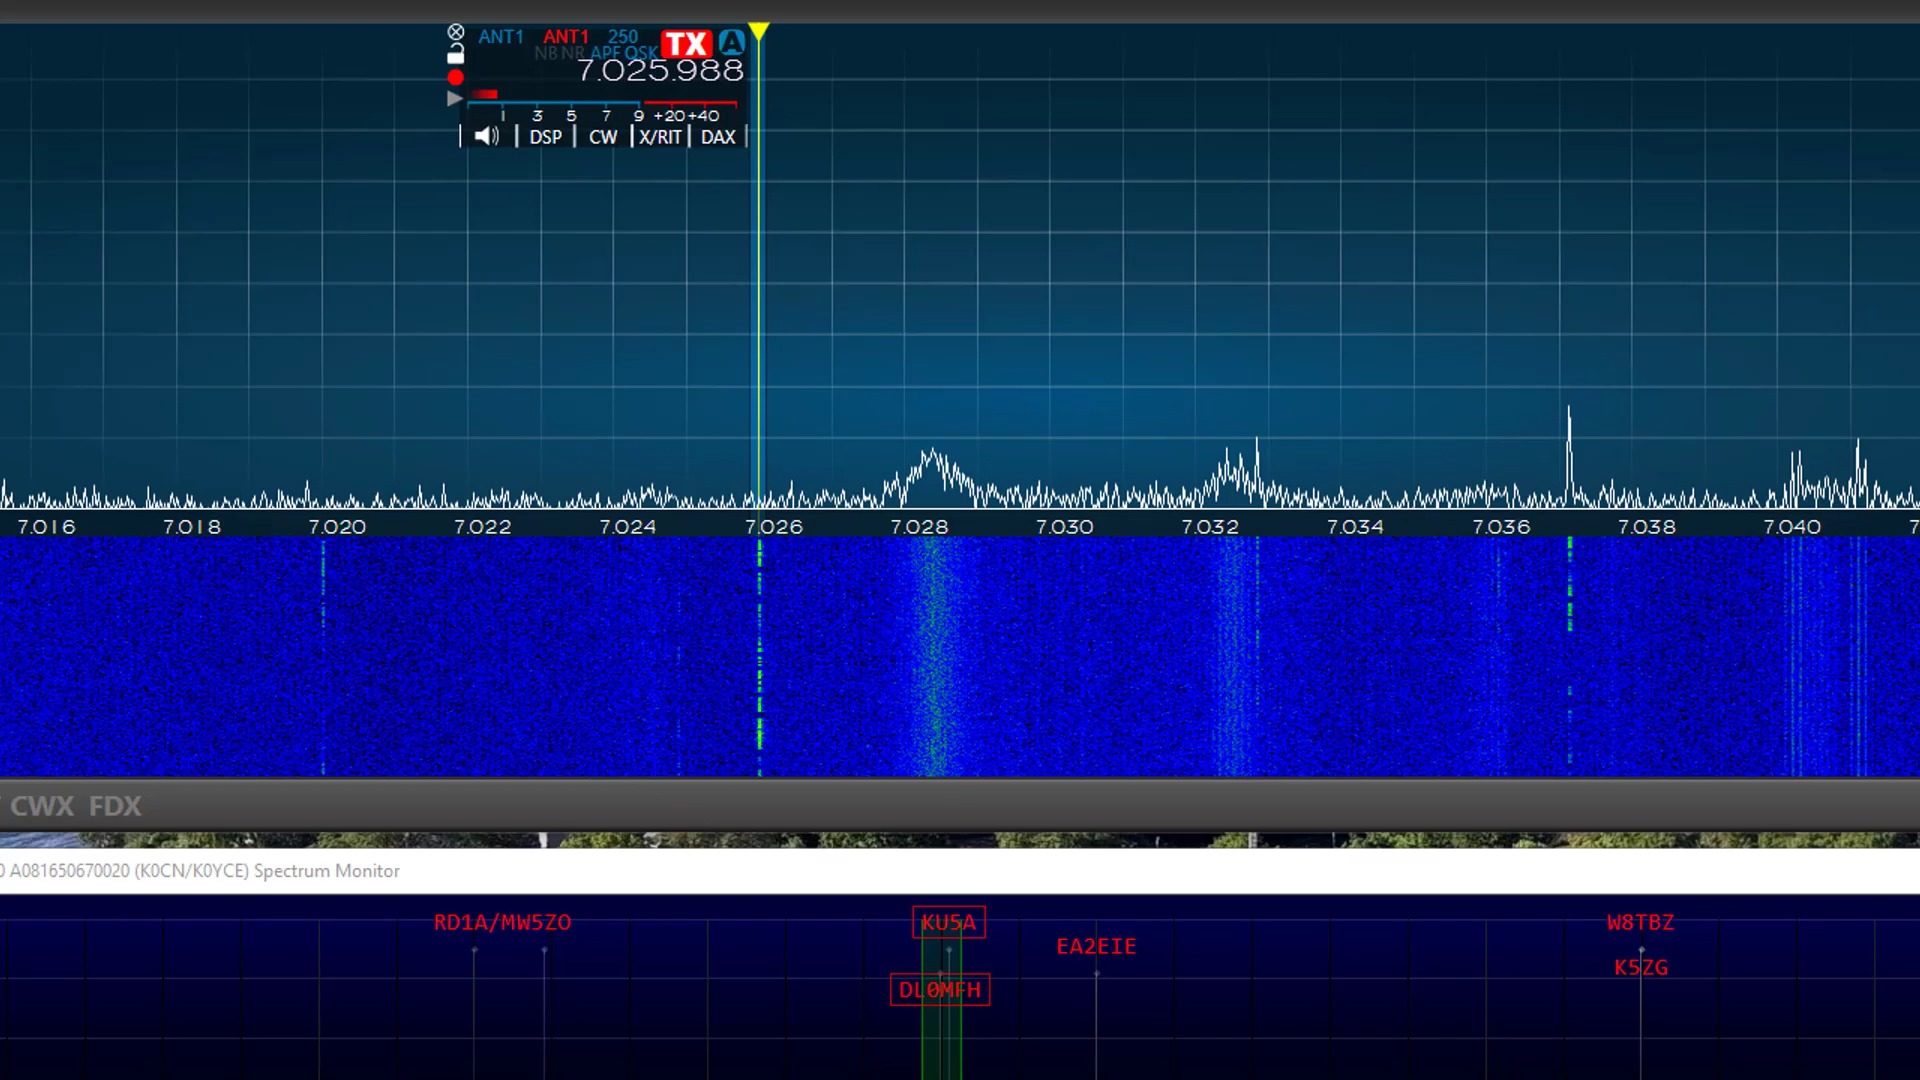 ANT1 ANT1 250 TX A
NB NR APF QSK
7.025.988
1 3 5 7 9 +20 +40
DSP CW X/RIT DAX
7.016 7.018 7.020 7.022 7.024 7.026 7.028 7.030 7.032 7.034 7.036 7.038 7.040 7
CWX FDX
0 A081650670020 (K0CN/K0YCE) Spectrum Monitor
RD1A/MW5ZO KU5A W8TBZ
EA2EIE
K5ZG
DL0MFH